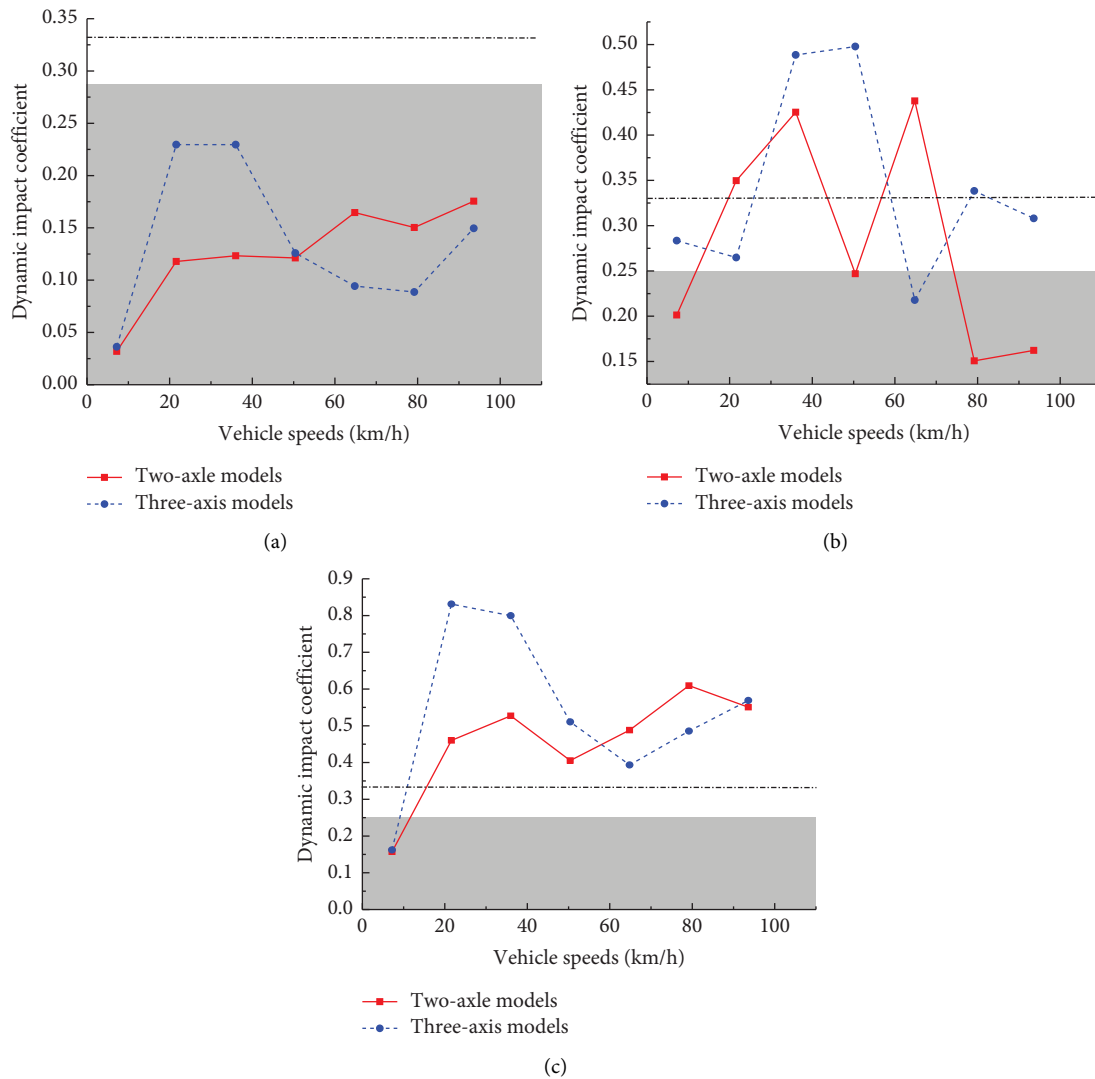 0.35
0.30
0.25
0.20
0.15
0.10
0.05
0.00
Dynamic impact coefficient
0 20 40 60 80 100
Vehicle speeds (km/h)
Two-axle models
Three-axis models
(a)
0.50
0.45
0.40
0.35
0.30
0.25
0.20
0.15
Dynamic impact coefficient
0 20 40 60 80 100
Vehicle speeds (km/h)
Two-axle models
Three-axis models
(b)
0.9
0.8
0.7
0.6
0.5
0.4
0.3
0.2
0.1
0.0
Dynamic impact coefficient
0 20 40 60 80 100
Vehicle speeds (km/h)
Two-axle models
Three-axis models
(c)